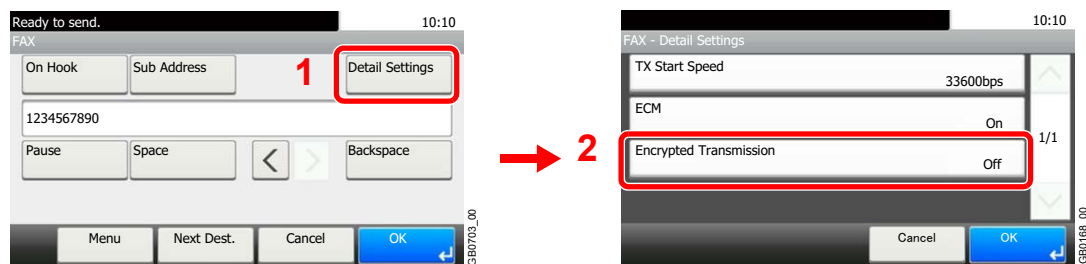 Ready to send. 10:10
FAX
On Hook Sub Address 1 Detail Settings
1234567890
Pause Space < > Backspace
Menu Next Dest. Cancel OK
GB0703_00
10:10
FAX - Detail Settings
TX Start Speed
33600bps
ECM
On
1/1
2 Encrypted Transmission
Off
Cancel OK
GB0168_00